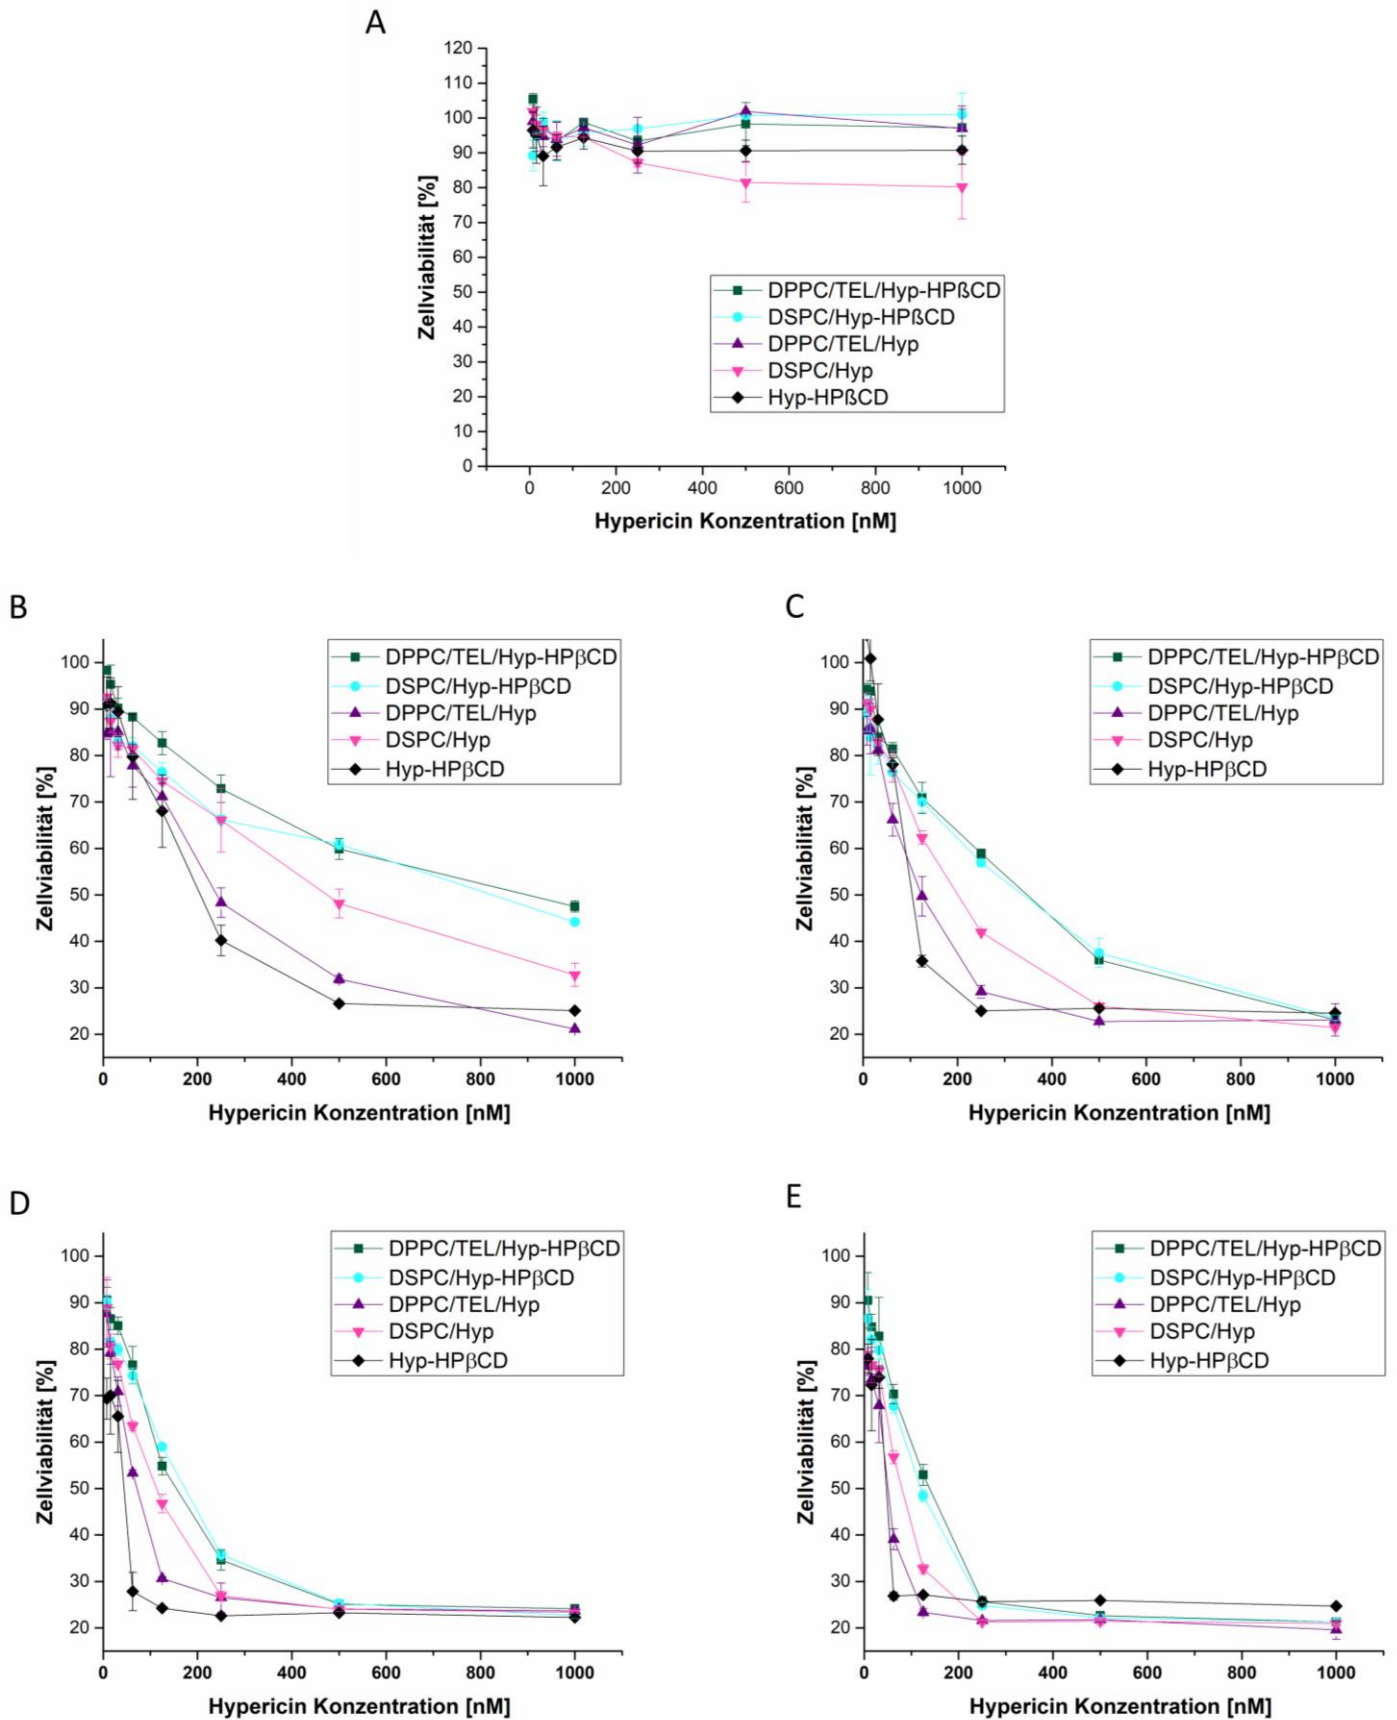 A
120
110
100
90
80
70
60
50
40
30
20
10
0
Zellviabilität [%]
DPPC/TEL/Hyp-HPßCD
DSPC/Hyp-HPßCD
DPPC/TEL/Hyp
DSPC/Hyp
Hyp-HPßCD
0 200 400 600 800 1000
Hypericin Konzentration [nM]
B
100
90
80
70
60
50
40
30
20
Zellviabilität [%]
DPPC/TEL/Hyp-HPβCD
DSPC/Hyp-HPβCD
DPPC/TEL/Hyp
DSPC/Hyp
Hyp-HPβCD
0 200 400 600 800 1000
Hypericin Konzentration [nM]
C
100
90
80
70
60
50
40
30
20
Zellviabilität [%]
DPPC/TEL/Hyp-HPβCD
DSPC/Hyp-HPβCD
DPPC/TEL/Hyp
DSPC/Hyp
Hyp-HPβCD
0 200 400 600 800 1000
Hypericin Konzentration [nM]
D
100
90
80
70
60
50
40
30
20
Zellviabilität [%]
DPPC/TEL/Hyp-HPβCD
DSPC/Hyp-HPβCD
DPPC/TEL/Hyp
DSPC/Hyp
Hyp-HPβCD
0 200 400 600 800 1000
Hypericin Konzentration [nM]
E
100
90
80
70
60
50
40
30
20
Zellviabilität [%]
DPPC/TEL/Hyp-HPβCD
DSPC/Hyp-HPβCD
DPPC/TEL/Hyp
DSPC/Hyp
Hyp-HPβCD
0 200 400 600 800 1000
Hypericin Konzentration [nM]